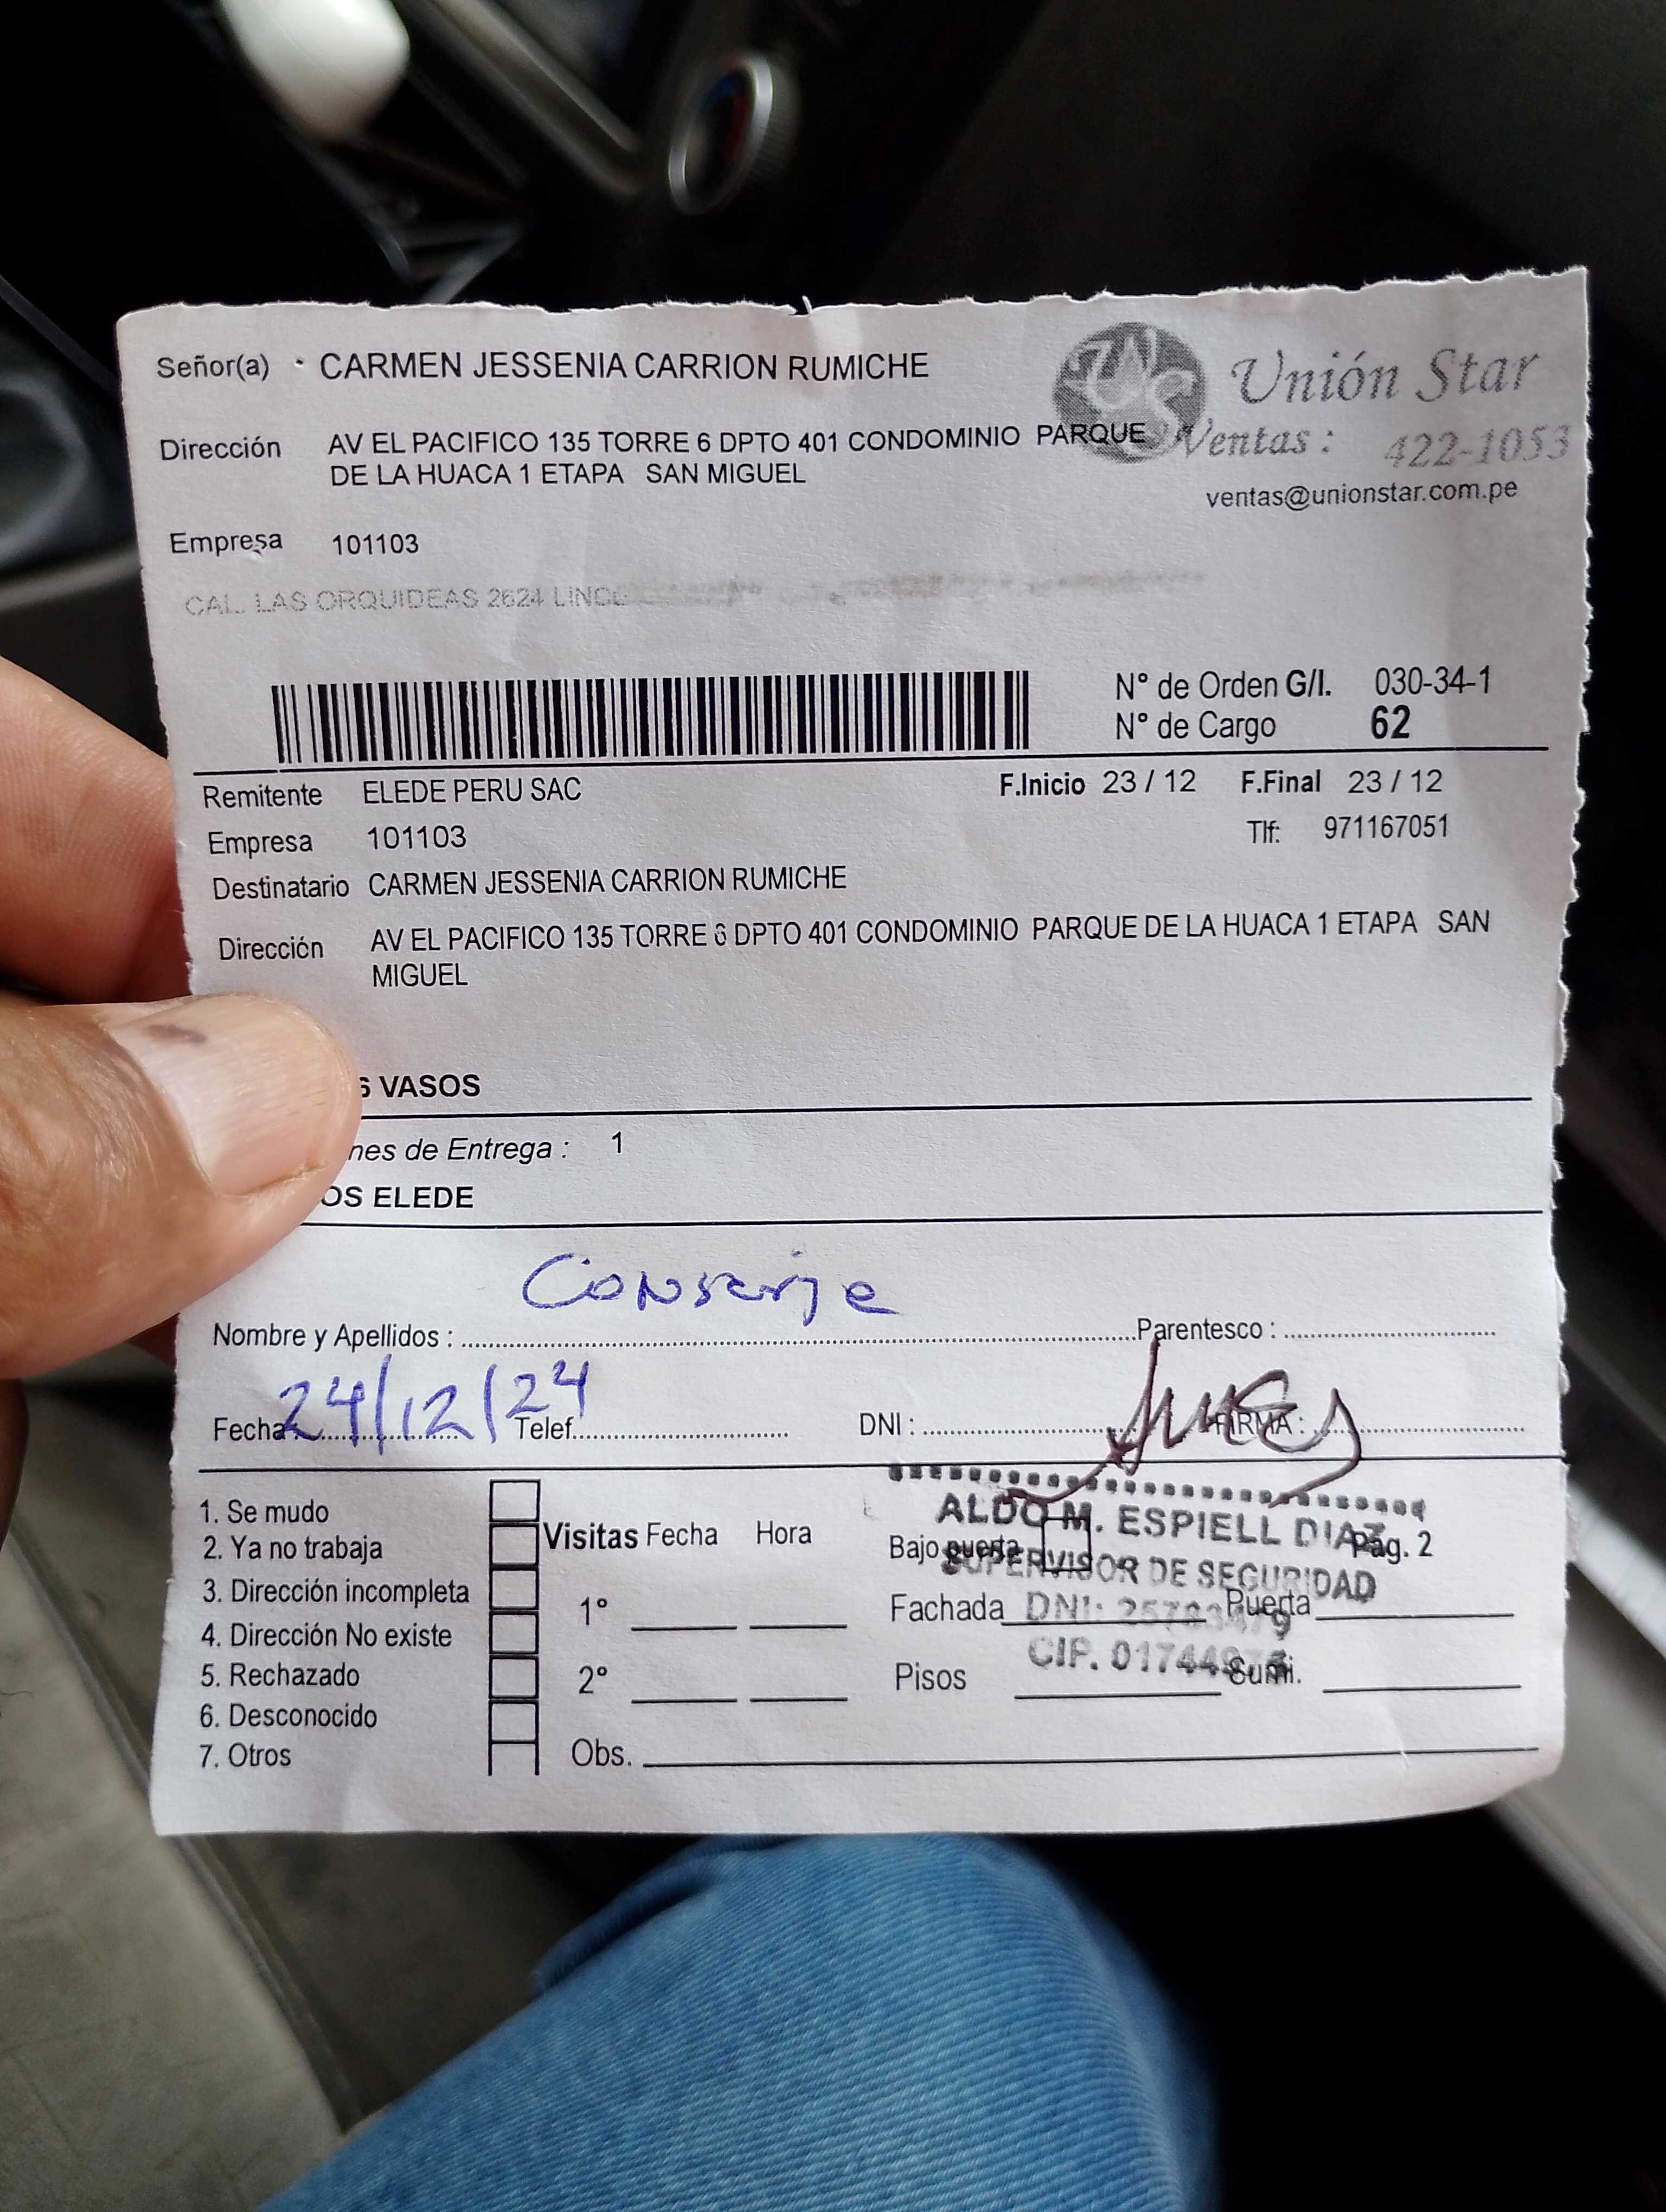 Señor(a) CARMEN JESSENIA CARRION RUMICHE
Unión Star
Dirección AV EL PACIFICO 135 TORRE 6 DPTO 401 CONDOMINIO PARQUE
DE LA HUACA 1 ETAPA SAN MIGUEL
Ventas : 422-1053
ventas@unionstar.com.pe
Empresa 101103
CAL. LAS ORQUIDEAS 2624
N° de Orden G/I. 030-34-1
N° de Cargo 62
Remitente ELEDE PERU SAC F.Inicio 23 / 12 F.Final 23 / 12
Empresa 101103 Tlf: 971167051
Destinatario CARMEN JESSENIA CARRION RUMICHE
Dirección AV EL PACIFICO 135 TORRE 6 DPTO 401 CONDOMINIO PARQUE DE LA HUACA 1 ETAPA SAN
MIGUEL
6 VASOS
nes de Entrega : 1
OS ELEDE
Conserje
Nombre y Apellidos : Parentesco :
Fecha: 24/12/24 Telef. DNI : FIRMA :
ALDO M. ESPIELL DIAZ
SUPERVISOR DE SEGURIDAD
DNI:
CIP.
1. Se mudo
2. Ya no trabaja
3. Dirección incompleta
4. Dirección No existe
5. Rechazado
6. Desconocido
7. Otros
Visitas Fecha Hora
1°
2°
Obs.
Bajo puerta Pág. 2
Fachada Puerta
Pisos Sumi.